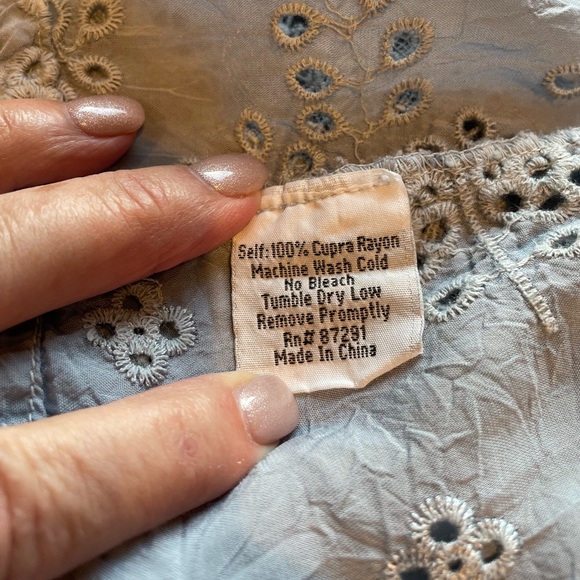 Self: 100% Cupra Rayon
Machine Wash Cold
No Bleach
Tumble Dry Low
Remove Promptly
Rn# 87291
Made In China